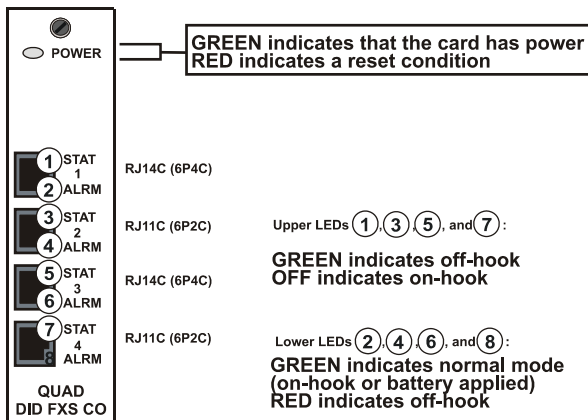 POWER
GREEN indicates that the card has power
RED indicates a reset condition
1 STAT
1
2 ALRM
RJ14C (6P4C)
3 STAT
2
4 ALRM
RJ11C (6P2C)
5 STAT
3
6 ALRM
RJ14C (6P4C)
7 STAT
4
8 ALRM
RJ11C (6P2C)
QUAD
DID FXS CO
Upper LEDs 1, 3, 5, and 7 :
GREEN indicates off-hook
OFF indicates on-hook
Lower LEDs 2, 4, 6, and 8 :
GREEN indicates normal mode
(on-hook or battery applied)
RED indicates off-hook